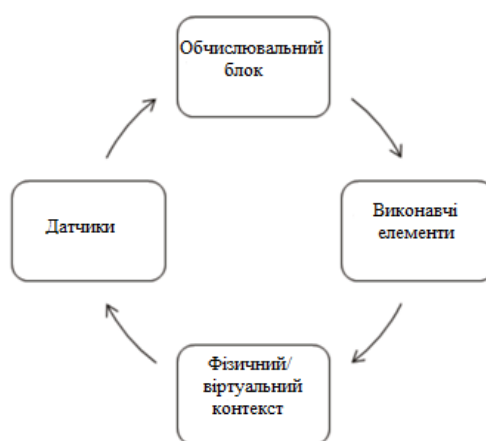 Обчислювальний
блок
Датчики
Виконавчі
елементи
Фізичний/
віртуальний
контекст